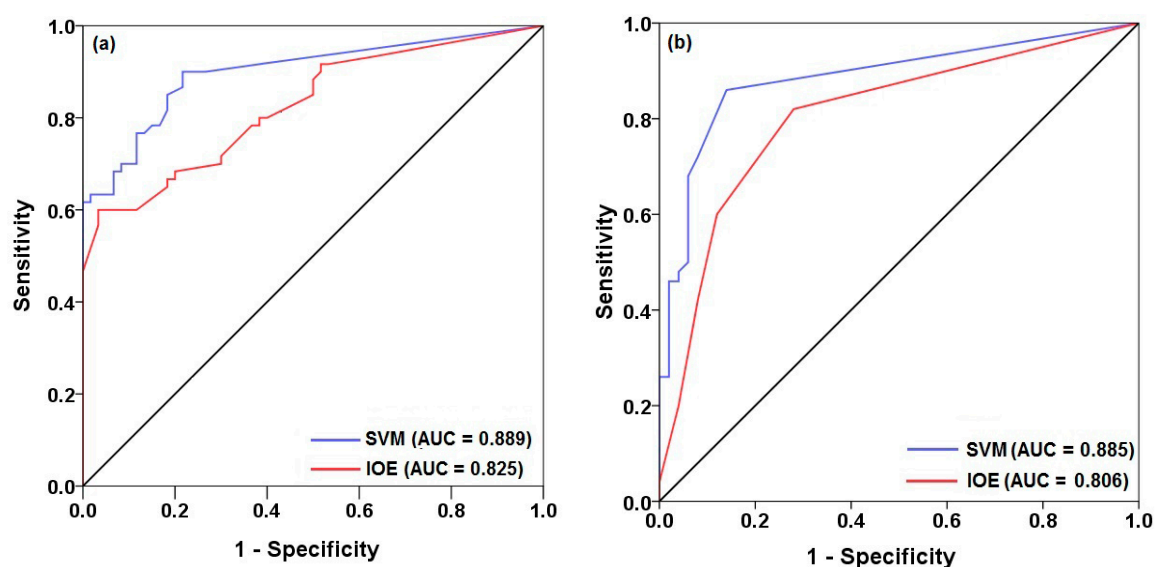 (a)
1.0
0.8
0.6
0.4
0.2
0.0
Sensitivity
SVM (AUC = 0.889)
IOE (AUC = 0.825)
0.0 0.2 0.4 0.6 0.8 1.0
1 - Specificity
(b)
1.0
0.8
0.6
0.4
0.2
0.0
Sensitivity
SVM (AUC = 0.885)
IOE (AUC = 0.806)
0.0 0.2 0.4 0.6 0.8 1.0
1 - Specificity